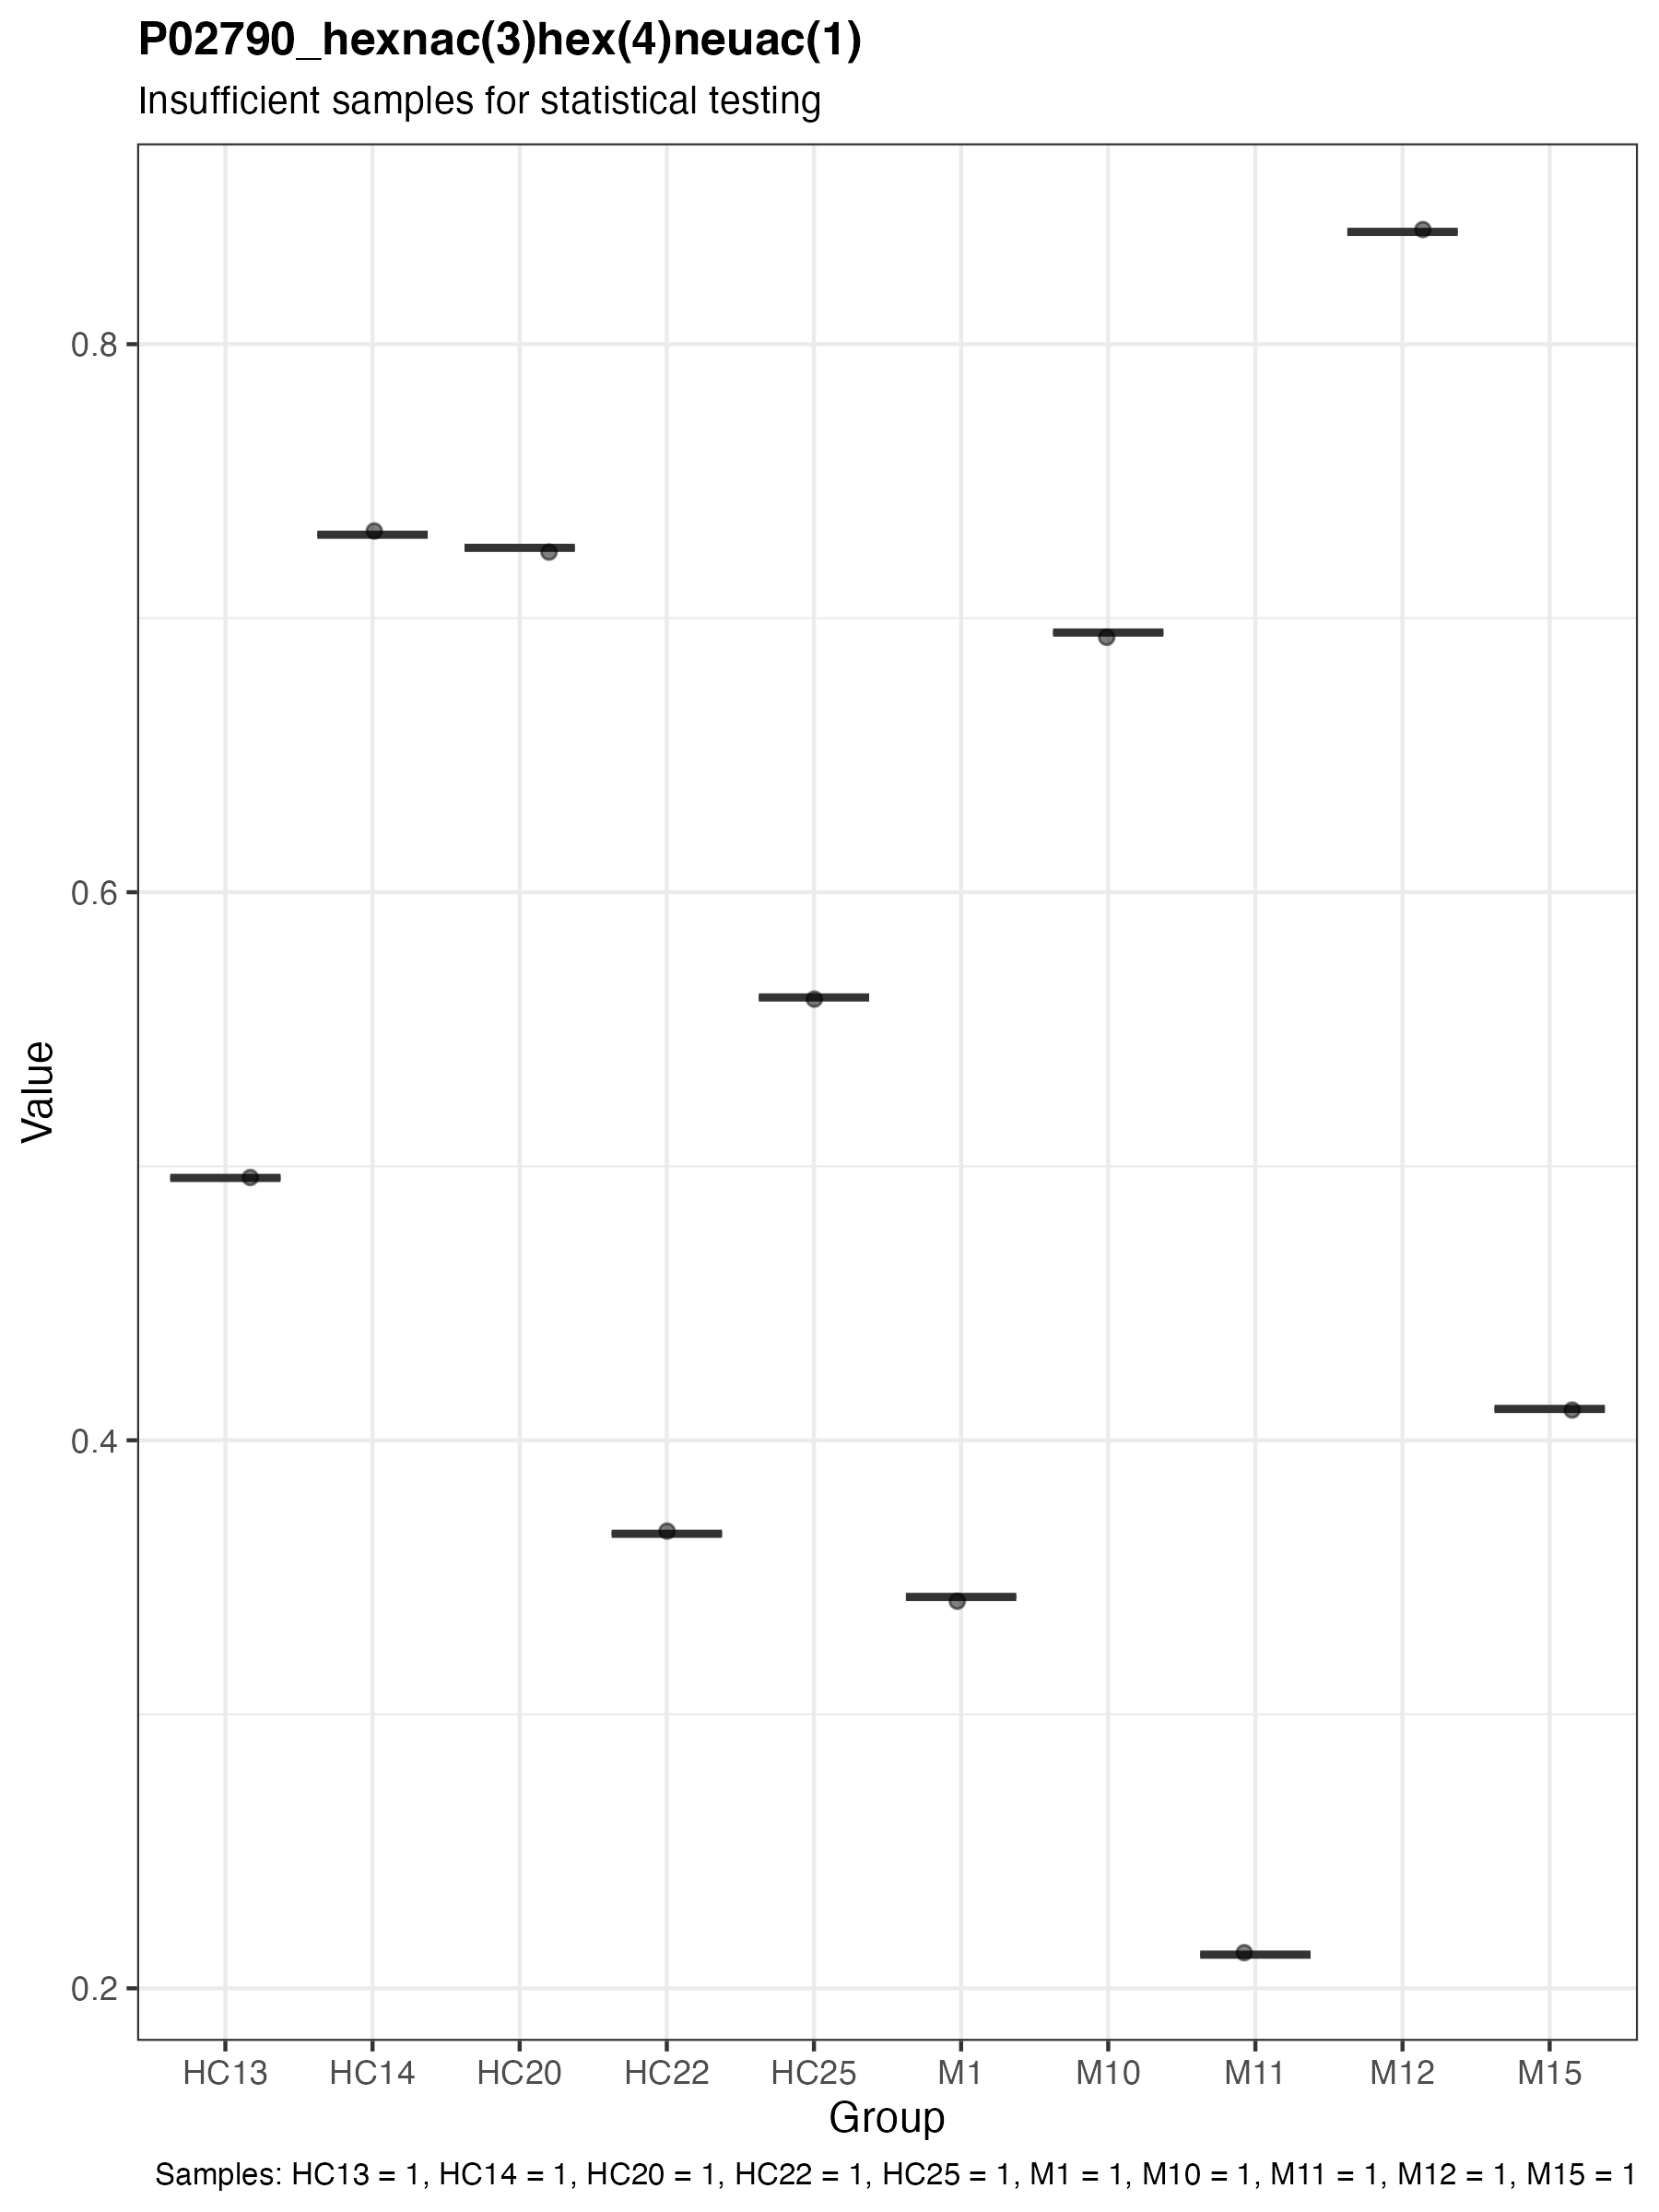 P02790_hexnac(3)hex(4)neuac(1)
Insufficient samples for statistical testing
Value
0.8
0.6
0.4
0.2
HC13 HC14 HC20 HC22 HC25 M1 M10 M11 M12 M15
Group
Samples: HC13 = 1, HC14 = 1, HC20 = 1, HC22 = 1, HC25 = 1, M1 = 1, M10 = 1, M11 = 1, M12 = 1, M15 = 1